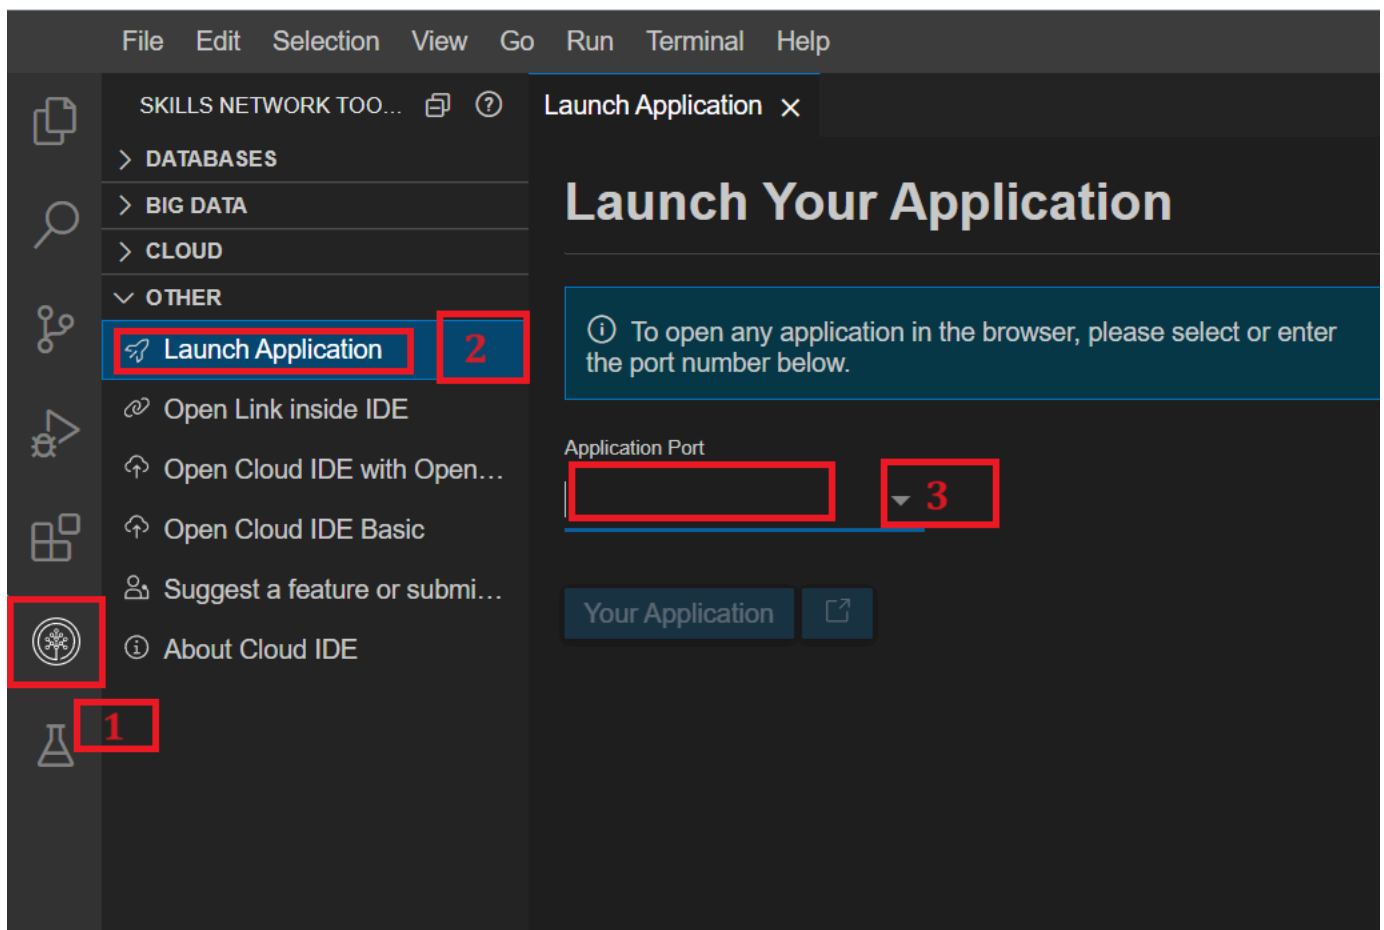 File Edit Selection View Go Run Terminal Help
SKILLS NETWORK TOO...
Launch Application
DATABASES
BIG DATA
CLOUD
OTHER
Launch Application 2
Open Link inside IDE
Open Cloud IDE with Open...
Open Cloud IDE Basic
Suggest a feature or submi...
About Cloud IDE
1
Launch Your Application
To open any application in the browser, please select or enter
the port number below.
Application Port
3
Your Application